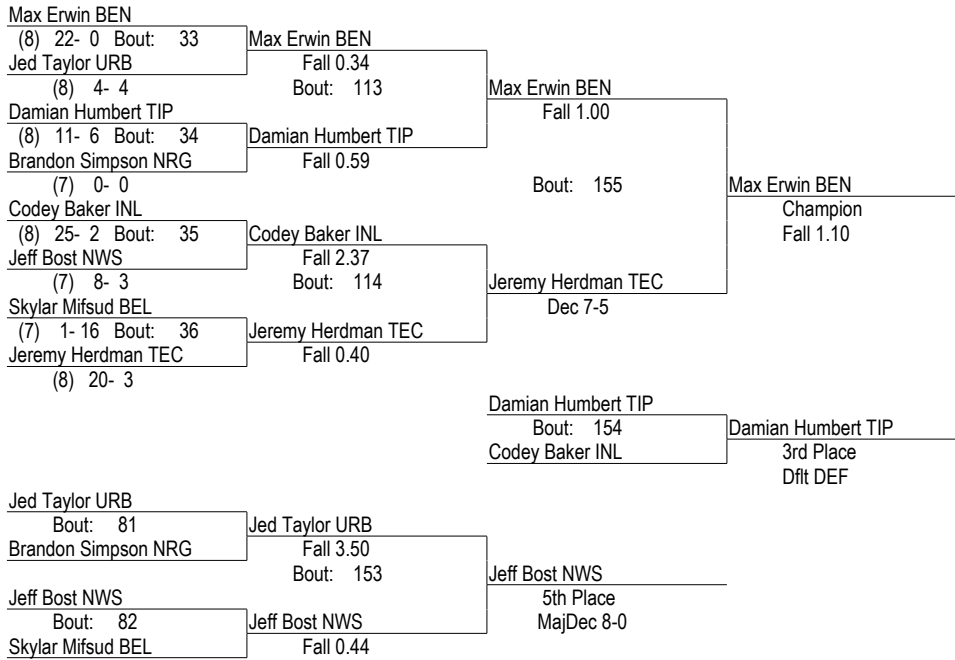 Max Erwin BEN
(8) 22- 0 Bout: 33 Max Erwin BEN
Jed Taylor URB Fall 0.34
(8) 4- 4 Bout: 113 Max Erwin BEN
Damian Humbert TIP Fall 1.00
(8) 11- 6 Bout: 34 Damian Humbert TIP
Brandon Simpson NRG Fall 0.59
(7) 0- 0 Bout: 155 Max Erwin BEN
Codey Baker INL Champion
(8) 25- 2 Bout: 35 Codey Baker INL Fall 1.10
Jeff Bost NWS Fall 2.37
(7) 8- 3 Bout: 114 Jeremy Herdman TEC
Skylar Mifsud BEL Dec 7-5
(7) 1- 16 Bout: 36 Jeremy Herdman TEC
Jeremy Herdman TEC Fall 0.40
(8) 20- 3
Damian Humbert TIP
Bout: 154 Damian Humbert TIP
Codey Baker INL 3rd Place
Dflt DEF
Jed Taylor URB
Bout: 81 Jed Taylor URB
Brandon Simpson NRG Fall 3.50
Bout: 153 Jeff Bost NWS
Jeff Bost NWS 5th Place
Bout: 82 Jeff Bost NWS MajDec 8-0
Skylar Mifsud BEL Fall 0.44